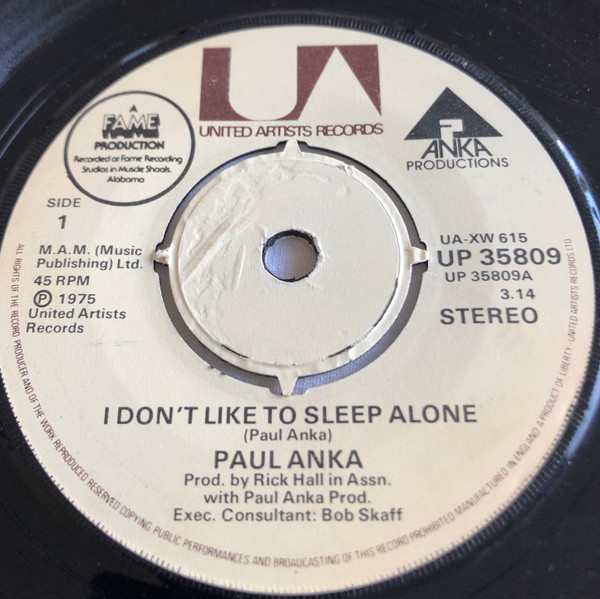 UA
UNITED ARTISTS RECORDS
A
FAME
PRODUCTION
Recorded at Fame Recording
Studios in Muscle Shoals,
Alabama.
P
ANKA
PRODUCTIONS
SIDE
1
M.A.M. (Music
Publishing) Ltd.
45 RPM
Ⓟ 1975
United Artists
Records
UA-XW 615
UP 35809
UP 35809A
3.14
STEREO
I DON'T LIKE TO SLEEP ALONE
(Paul Anka)
PAUL ANKA
Prod. by Rick Hall in Assn.
with Paul Anka Prod.
Exec. Consultant: Bob Skaff
ALL RIGHTS OF THE RECORD PRODUCER AND OF THE WORK REPRODUCED RESERVED COPYING PUBLIC PERFORMANCES AND BROADCASTING OF THIS RECORD PROHIBITED MANUFACTURED IN ENGLAND A PRODUCT OF LIBERTY-UNITED ARTISTS RECORDS LTD